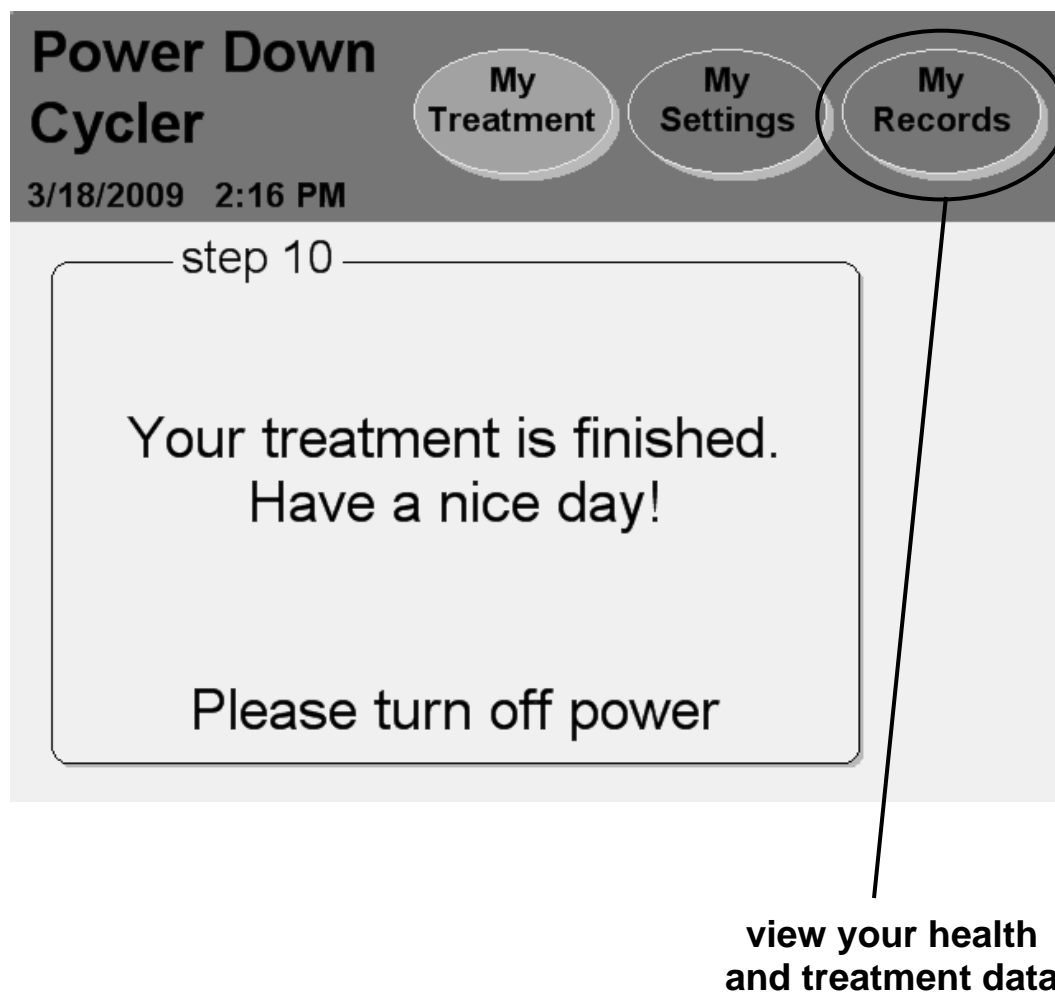 Power Down
Cycler
3/18/2009 2:16 PM
My
Treatment
My
Settings
My
Records
step 10
Your treatment is finished.
Have a nice day!
Please turn off power
view your health
and treatment data